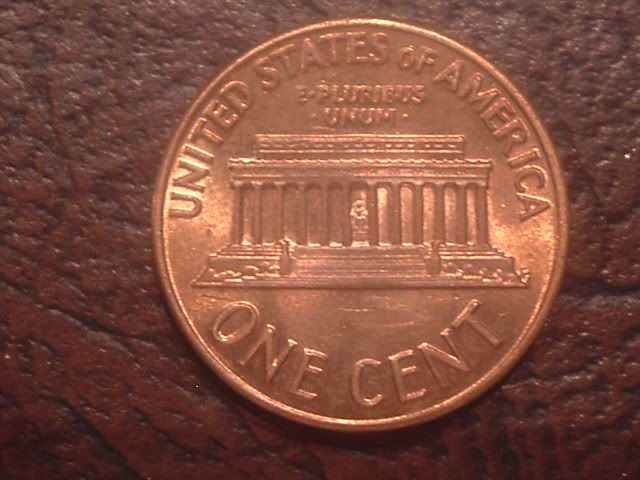 UNITED STATES OF AMERICA
E·PLURIBUS
·UNUM·
ONE CENT